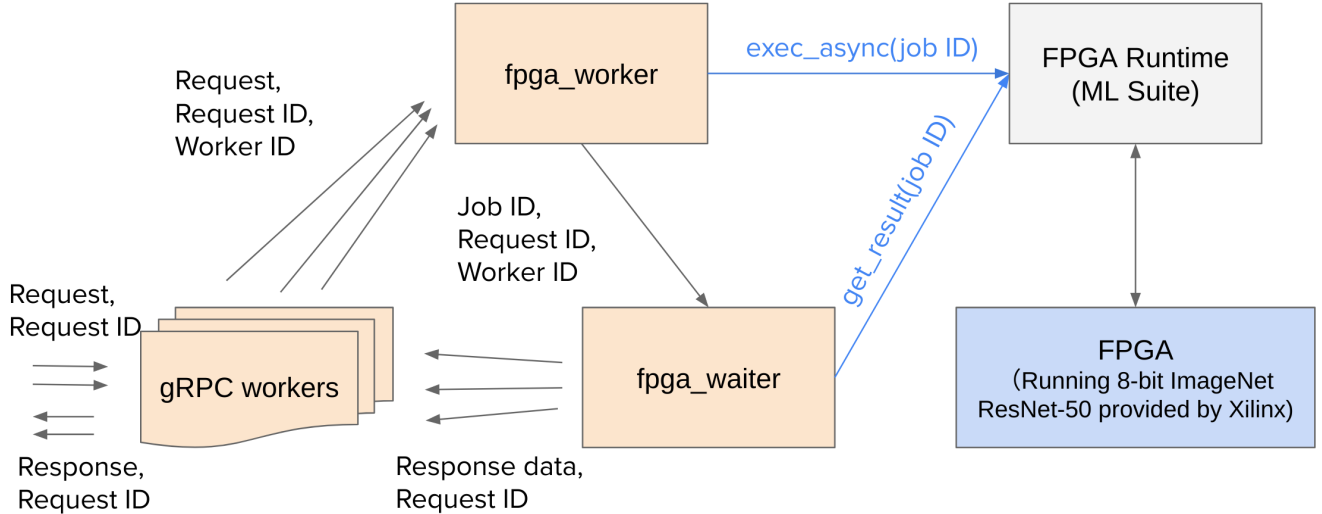 fpga_worker
exec_async(job ID)
FPGA Runtime
(ML Suite)
Request,
Request ID,
Worker ID
get_result(job ID)
Job ID,
Request ID,
Worker ID
Request,
Request ID
gRPC workers
fpga_waiter
FPGA
（Running 8-bit ImageNet
ResNet-50 provided by Xilinx)
Response,
Request ID
Response data,
Request ID